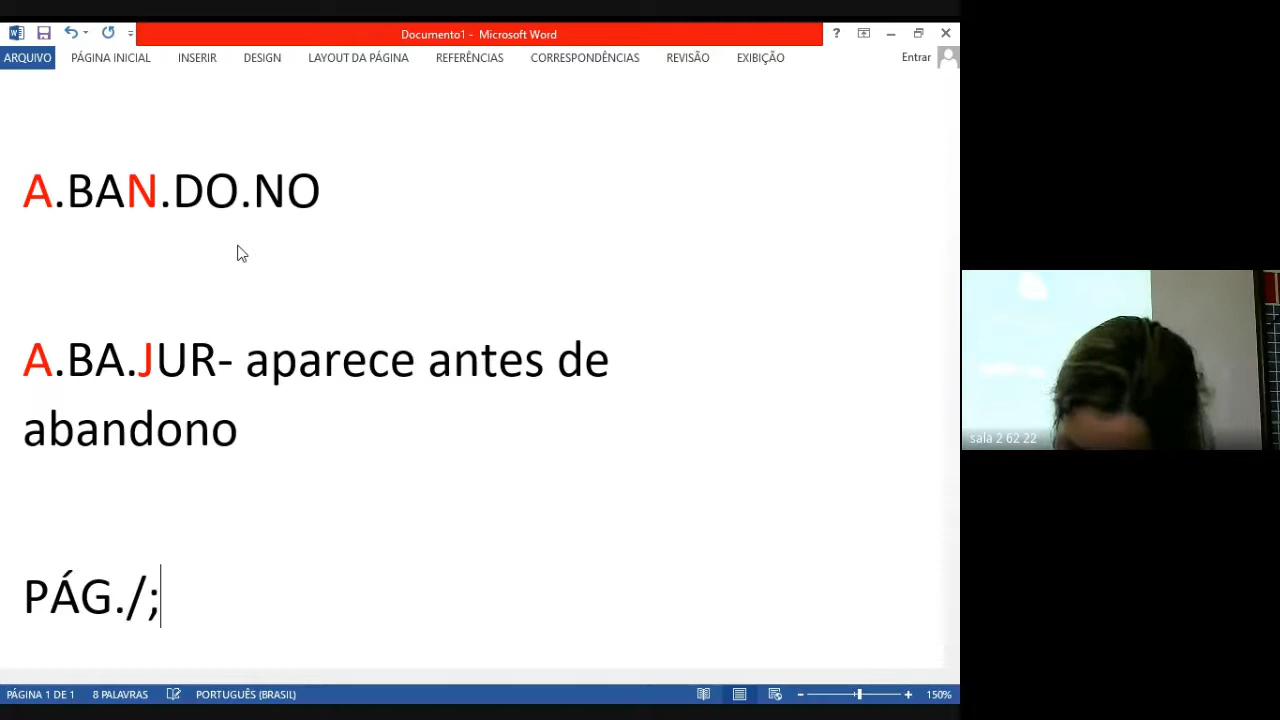 Documento1 - Microsoft Word
?
ARQUIVO PÁGINA INICIAL INSERIR DESIGN LAYOUT DA PÁGINA REFERÊNCIAS CORRESPONDÊNCIAS REVISÃO EXIBIÇÃO Entrar
A.BAN.DO.NO
A.BA.JUR- aparece antes de
abandono
PÁG./;
sala 2 62 22
PÁGINA 1 DE 1 8 PALAVRAS PORTUGUÊS (BRASIL) 150%